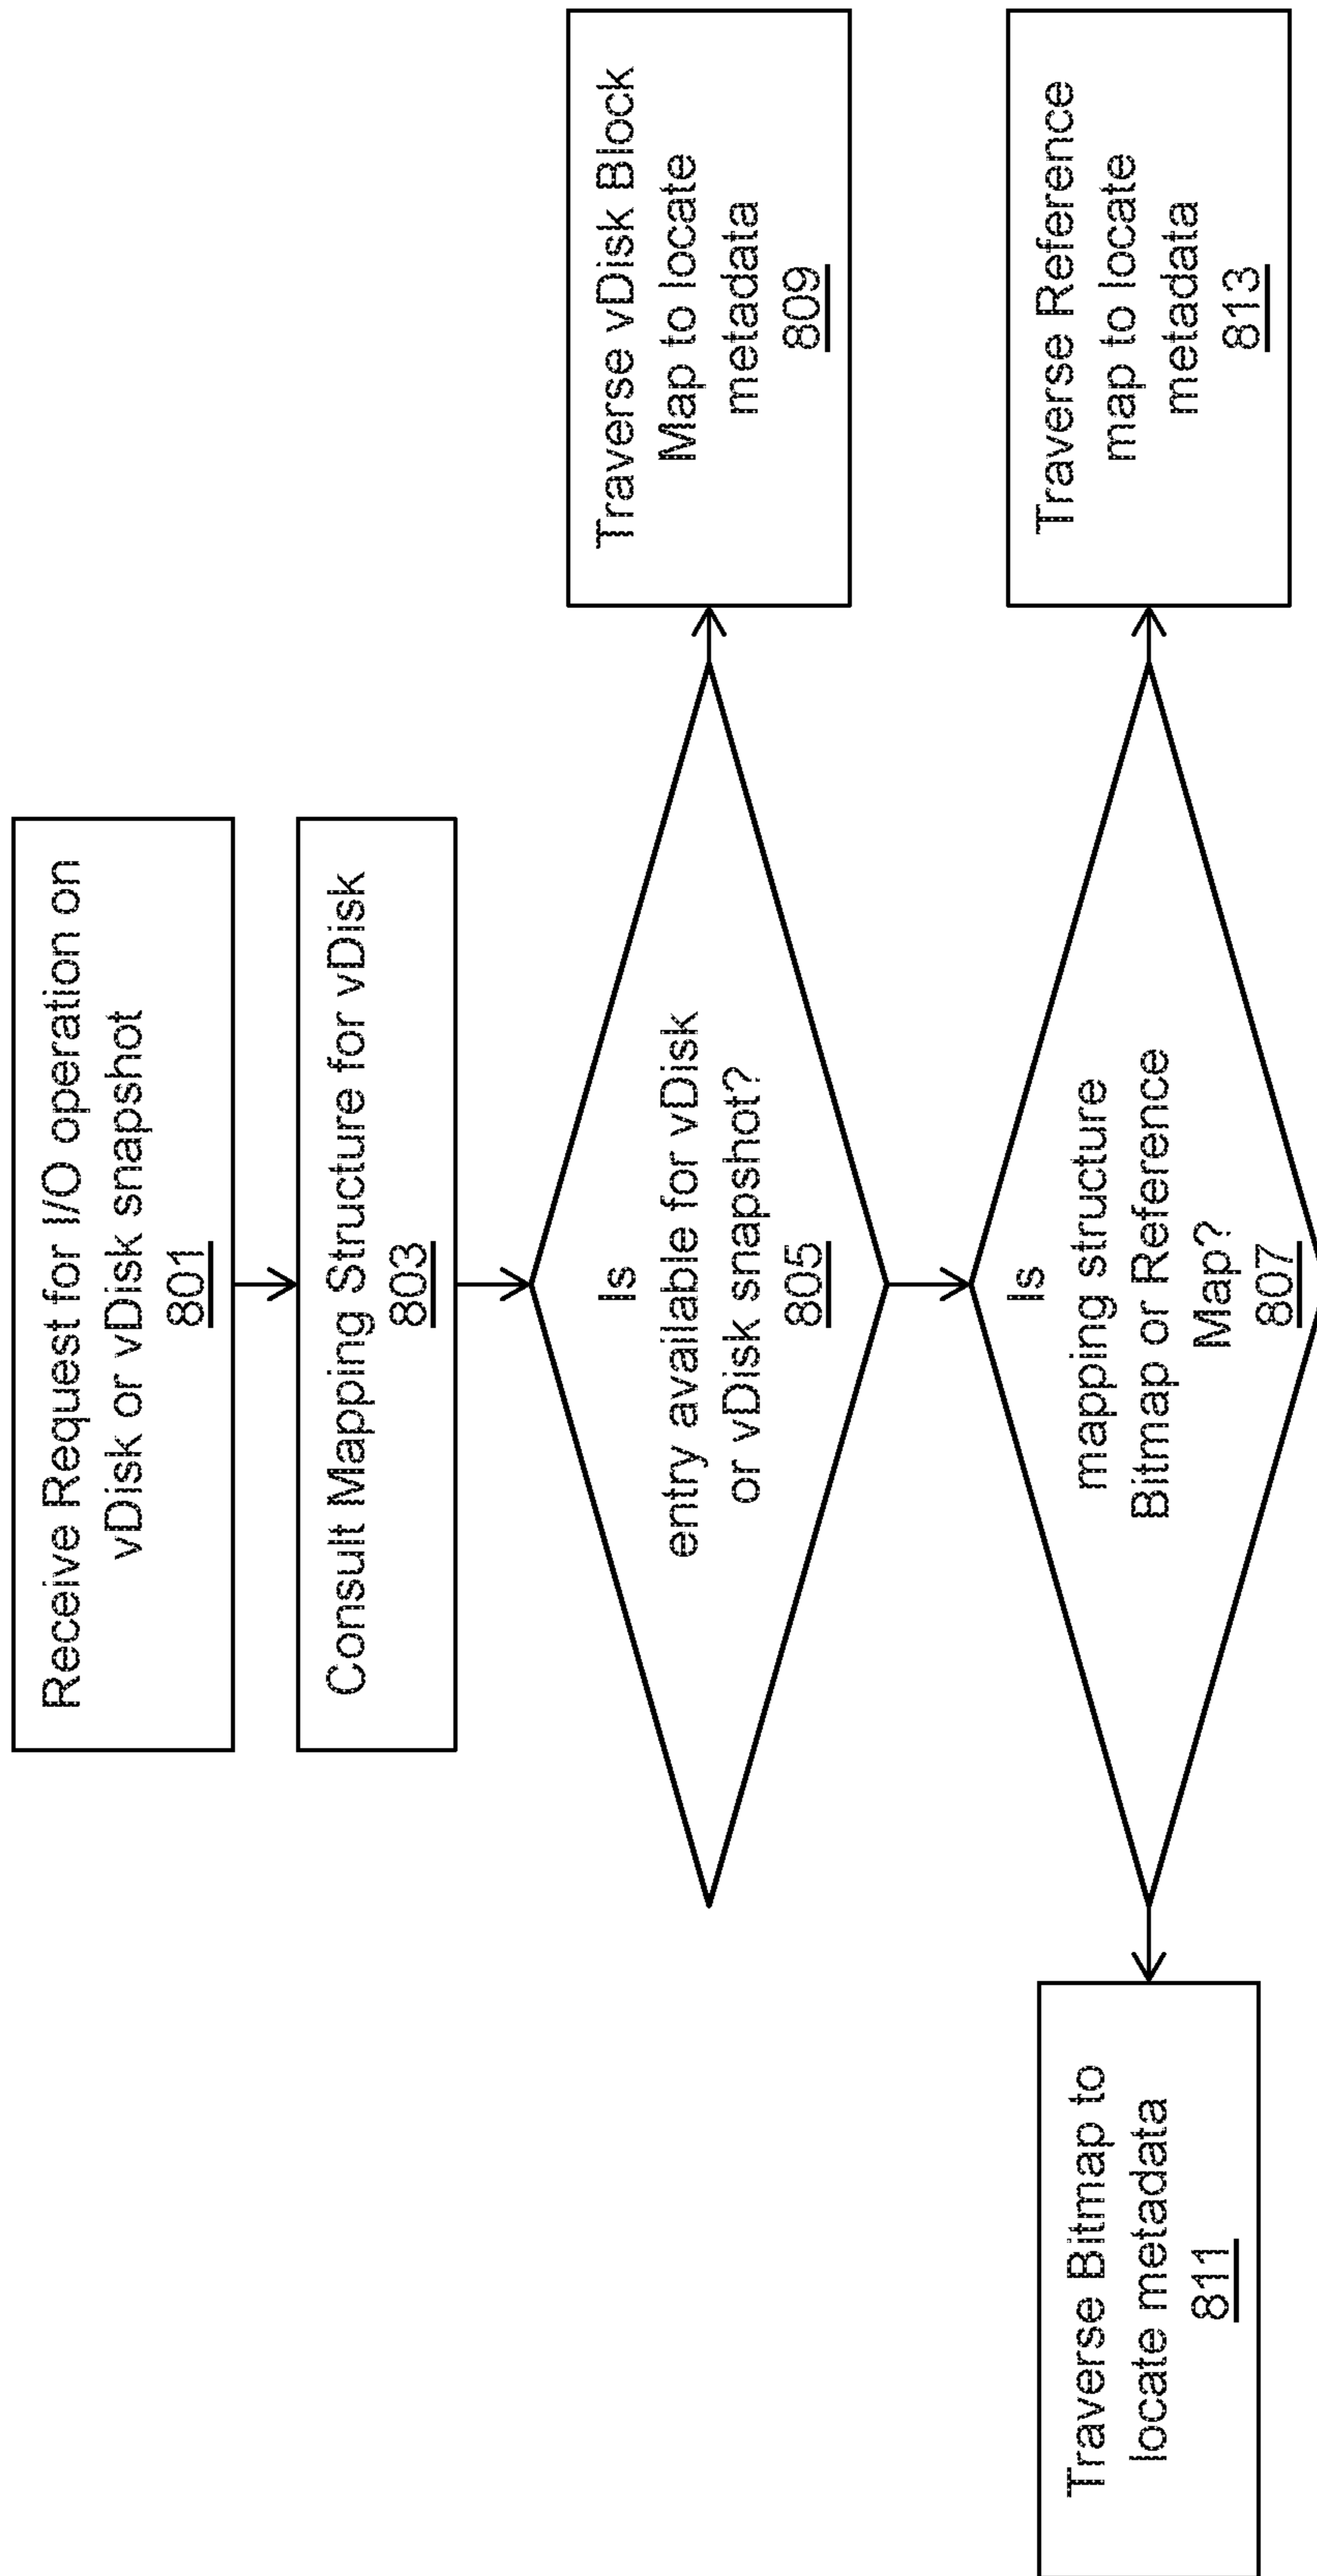 Receive Request for I/O operation on
vDisk or vDisk snapshot
801
Consult Mapping Structure for vDisk
803
Is
entry available for vDisk
or vDisk snapshot?
805
Traverse vDisk Block
Map to locate
metadata
809
Is
mapping structure
Bitmap or Reference
Map?
807
Traverse Bitmap to
locate metadata
811
Traverse Reference
map to locate
metadata
813